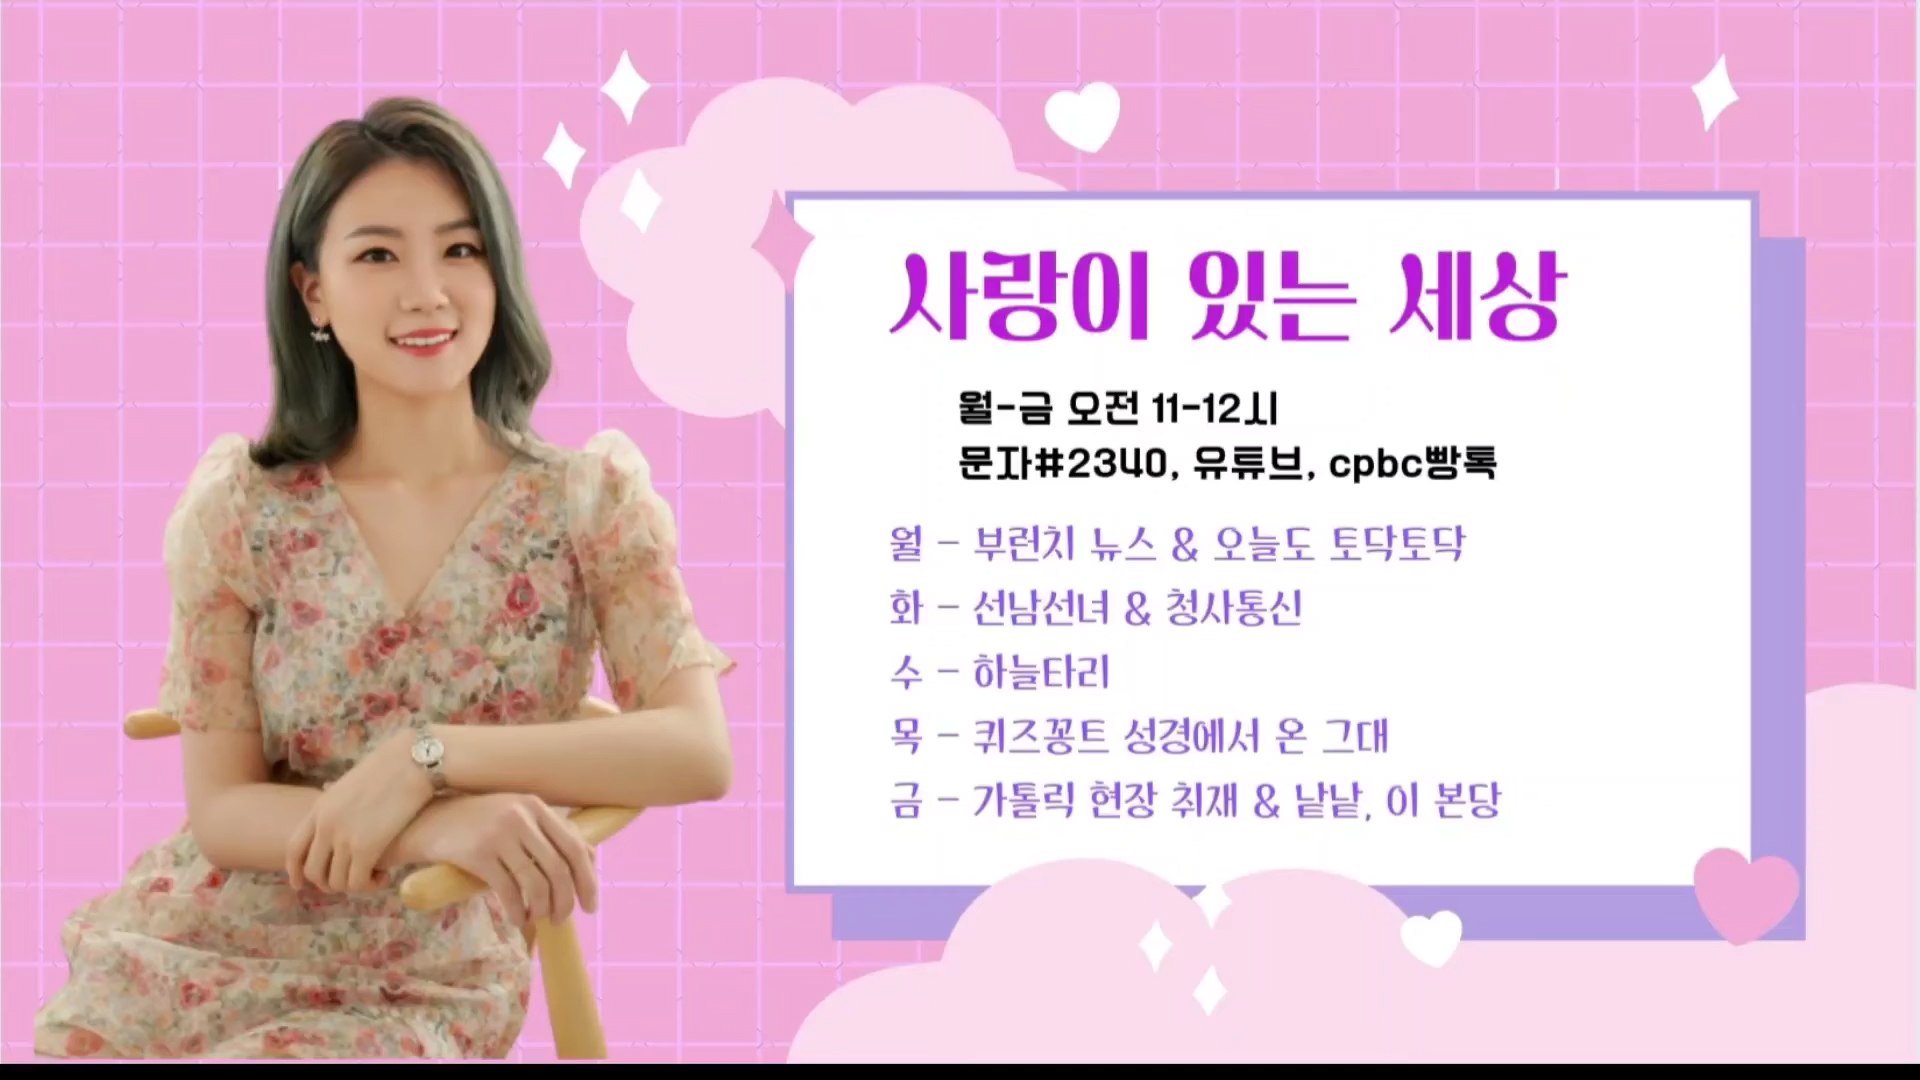 사랑이 있는 세상
월-금 오전 11-12시
문자#2340, 유튜브, cpbc빵톡
월 - 부런치 뉴스 & 오늘도 토닥토닥
화 - 선남선녀 & 청사통신
수 - 하늘타리
목 - 퀴즈꽁트 성경에서 온 그대
금 - 가톨릭 현장 취재 & 낱낱, 이 본당